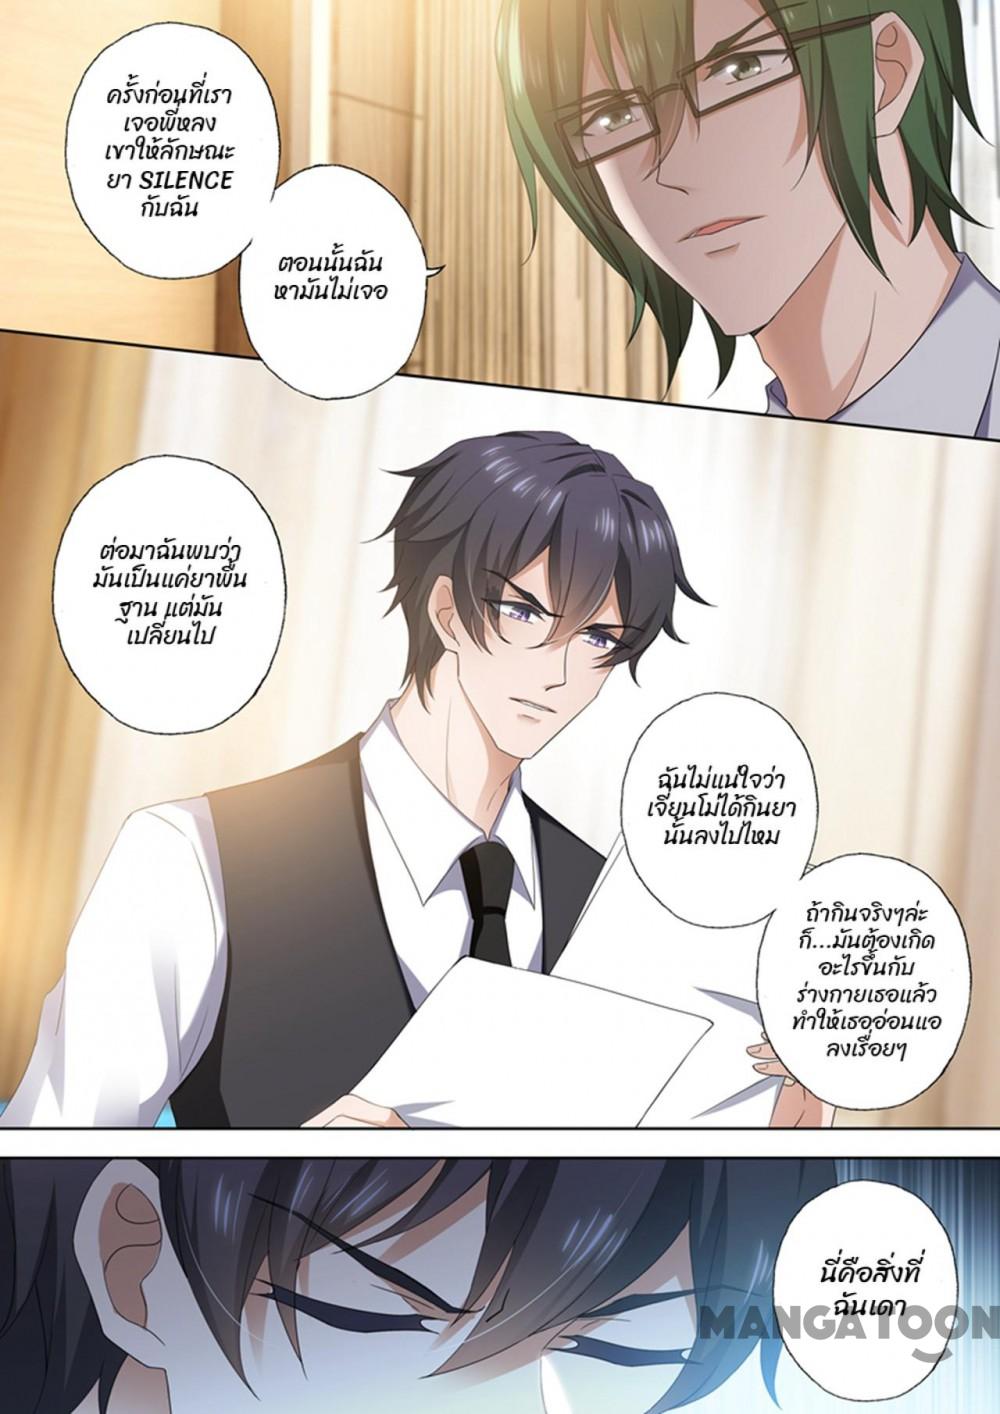 ครั้งก่อนที่เรา
เจอพี่หลง
เขาให้ลักษณะ
ยา SILENCE
กับฉัน
ตอนนั้นฉัน
หามันไม่เจอ
ต่อมาฉันพบว่า
มันเป็นแค่ยาพื้น
ฐาน แต่มัน
เปลี่ยนไป
ฉันไม่แน่ใจว่า
เจี่ยนโม่ได้กินยา
นั้นลงไปไหม
ถ้ากินจริงๆล่ะ
ก็...มันต้องเกิด
อะไรขึ้นกับ
ร่างกายเธอแล้ว
ทำให้เธออ่อนแอ
ลงเรื่อยๆ
นี่คือสิ่งที่
ฉันเดา
MANGATOON